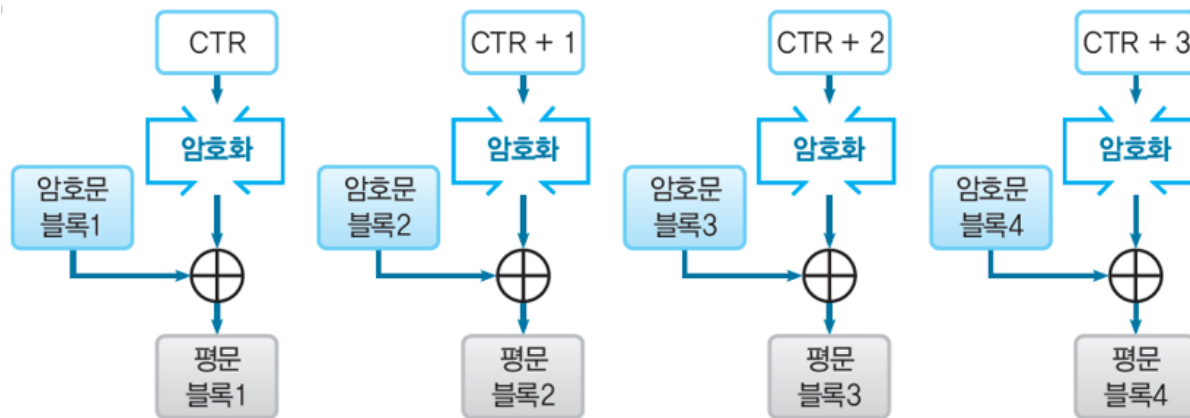 CTR
CTR + 1
CTR + 2
CTR + 3
암호화
암호화
암호화
암호화
암호문
블록1
암호문
블록2
암호문
블록3
암호문
블록4
평문
블록1
평문
블록2
평문
블록3
평문
블록4